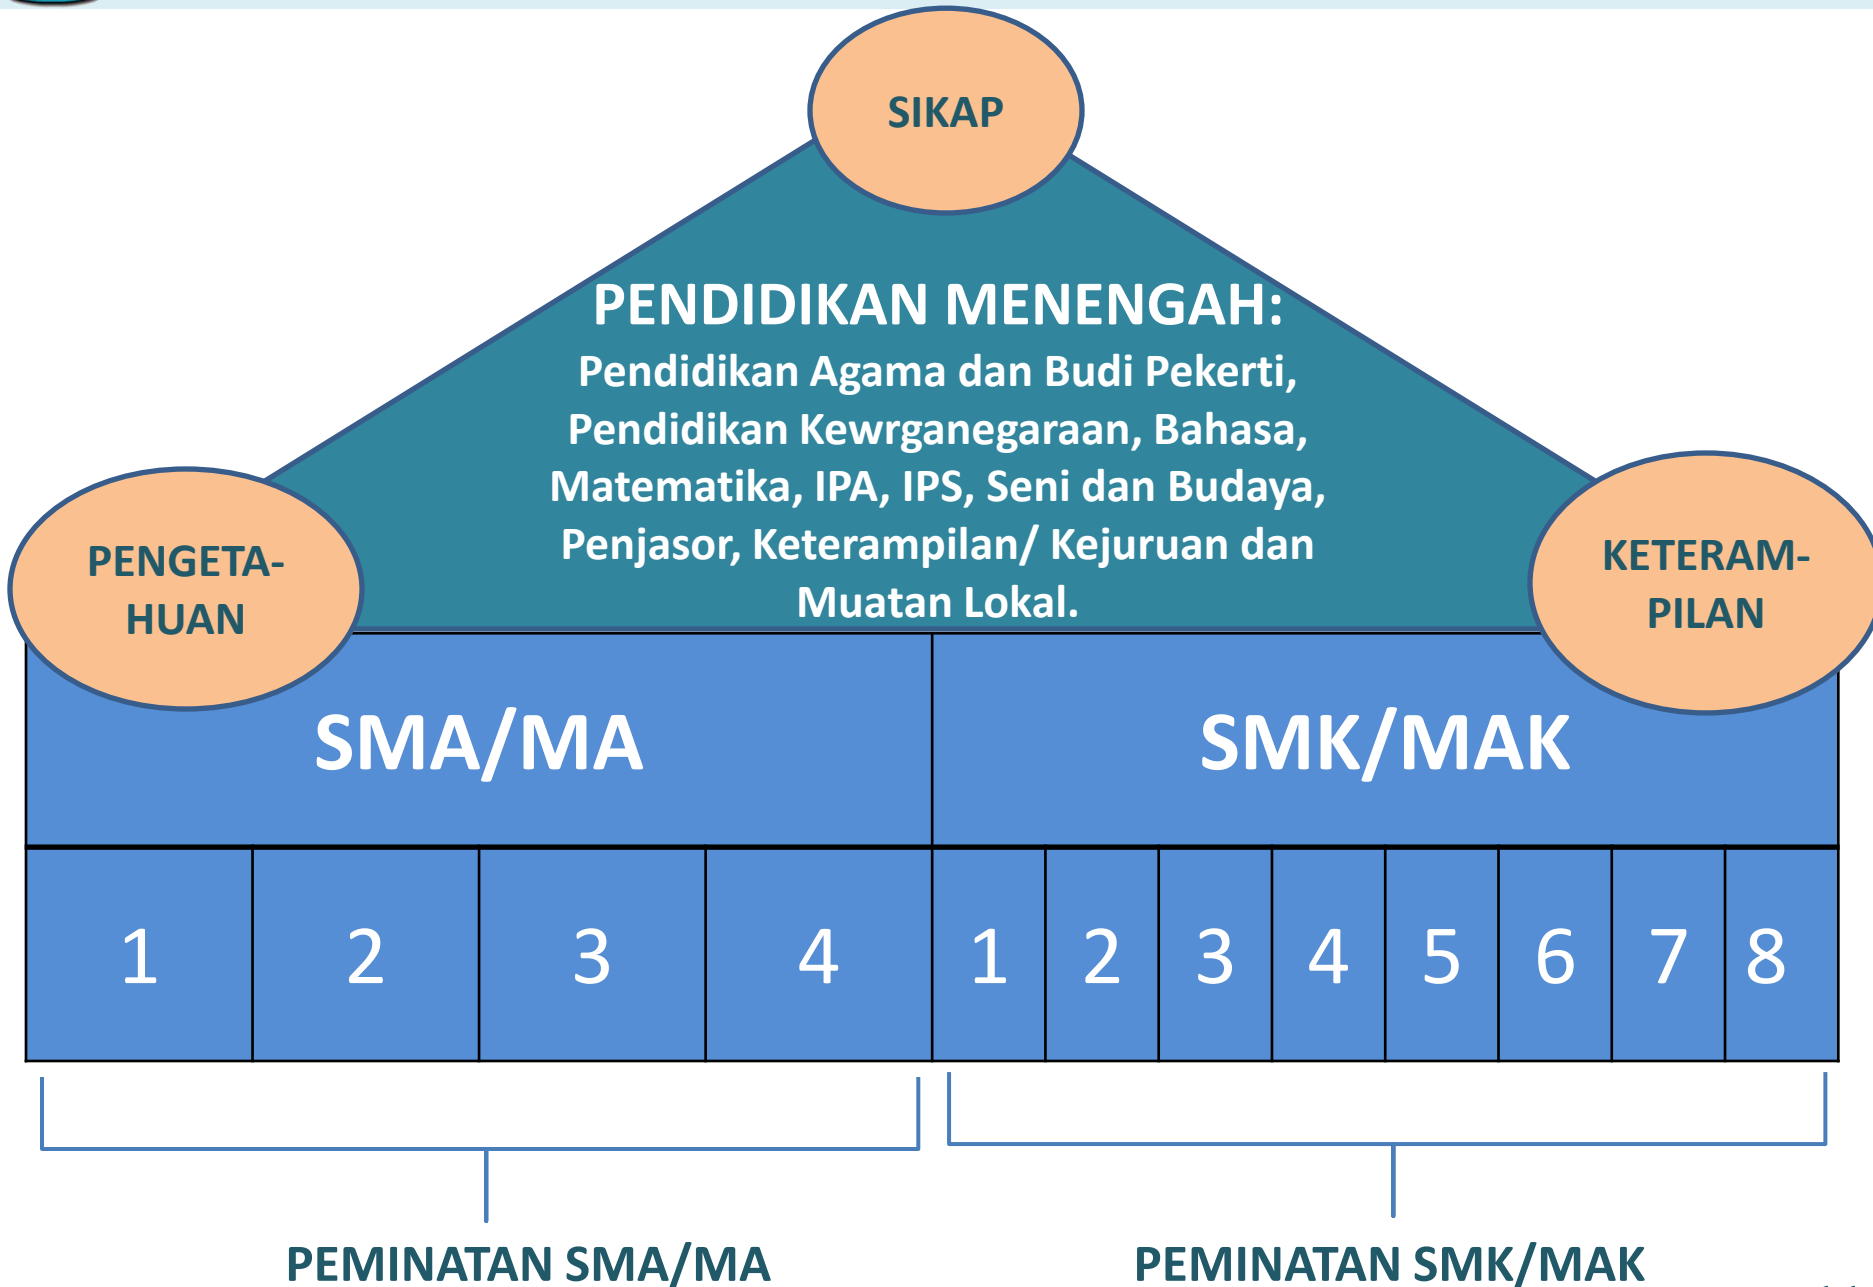 SIKAP
PENDIDIKAN MENENGAH:
Pendidikan Agama dan Budi Pekerti,
Pendidikan Kewrganegaraan, Bahasa,
Matematika, IPA, IPS, Seni dan Budaya,
Penjasor, Keterampilan/ Kejuruan dan
Muatan Lokal.
PENGETA-
HUAN
KETERAM-
PILAN
SMA/MA SMK/MAK
1 2 3 4 1 2 3 4 5 6 7 8
PEMINATAN SMA/MA PEMINATAN SMK/MAK